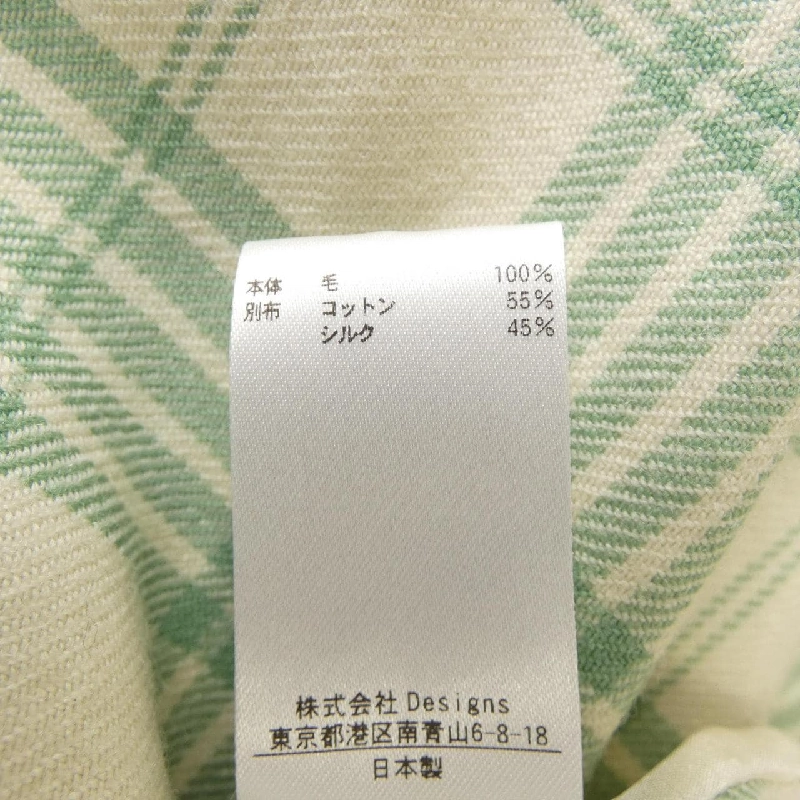 本体 毛 100%
別布 コットン 55%
シルク 45%
株式会社 Designs
東京都港区南青山6-8-18
日本製